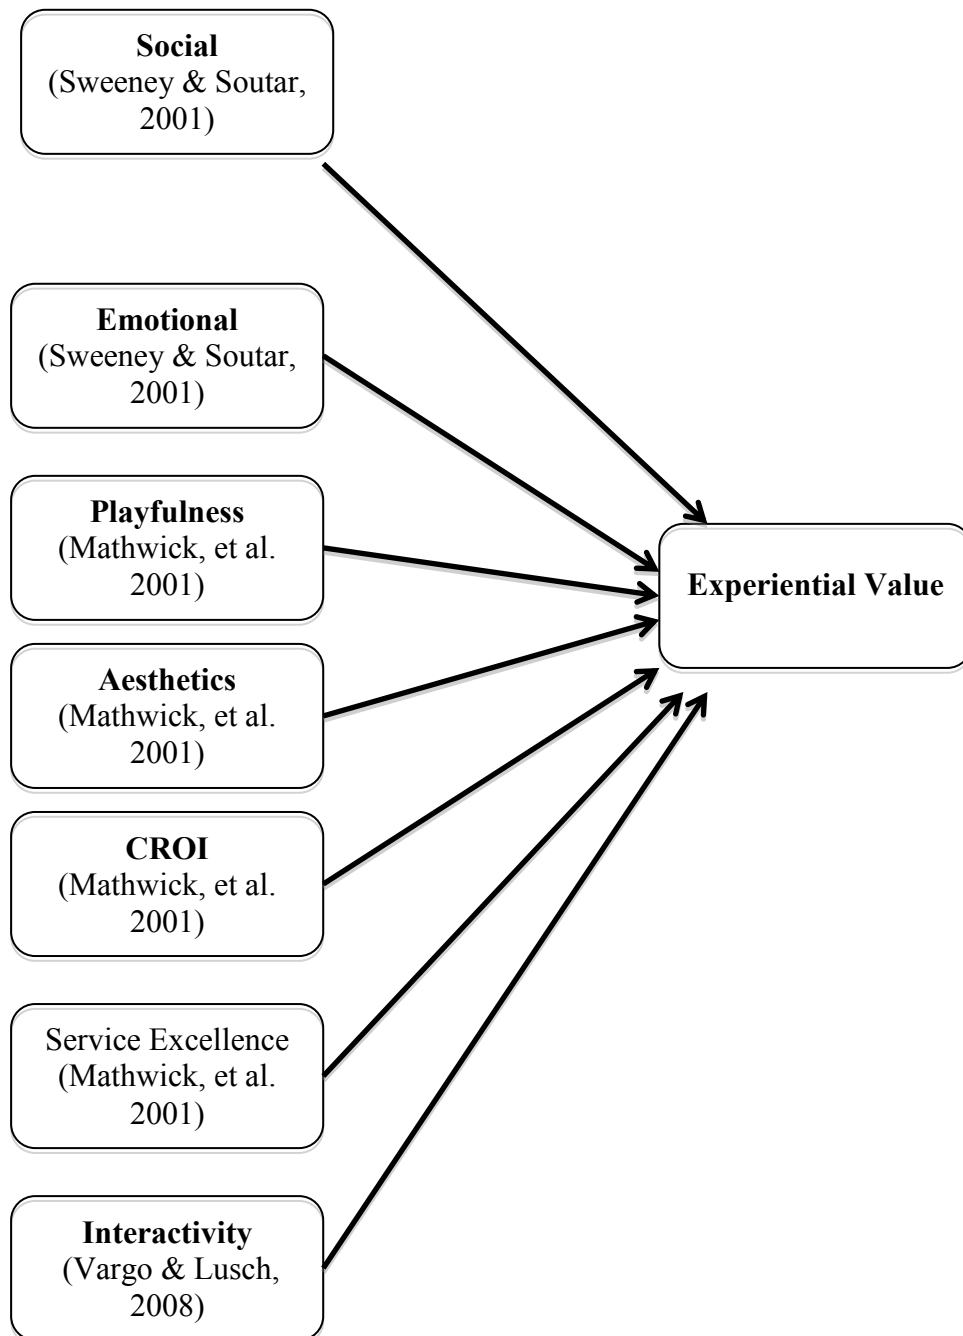 Social
(Sweeney & Soutar,
2001)
Emotional
(Sweeney & Soutar,
2001)
Playfulness
(Mathwick, et al.
2001)
Experiential Value
Aesthetics
(Mathwick, et al.
2001)
CROI
(Mathwick, et al.
2001)
Service Excellence
(Mathwick, et al.
2001)
Interactivity
(Vargo & Lusch,
2008)